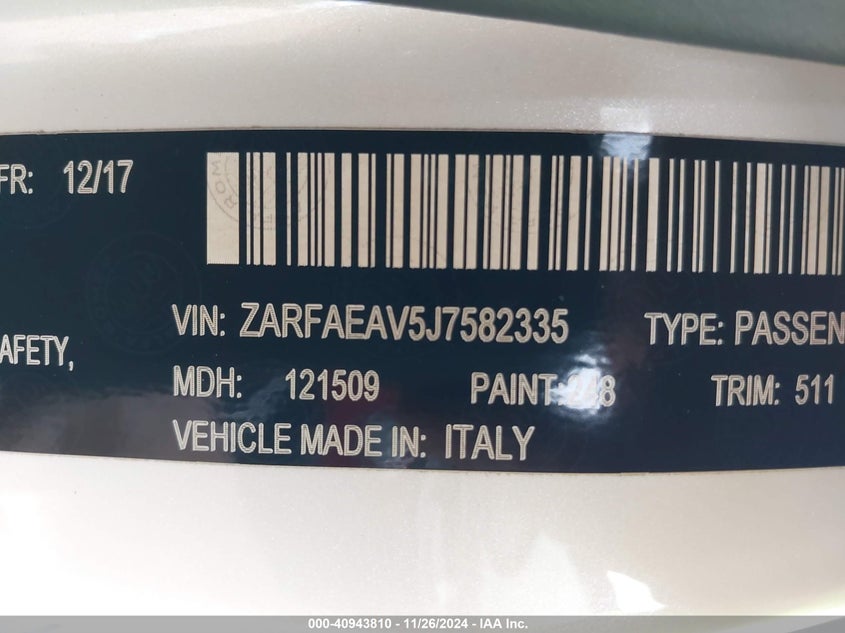 FR: 12/17
VIN: ZARFAEAV5J7582335 TYPE: PASSEN
AFETY,
MDH: 121509 PAINT: TRIM: 511
VEHICLE MADE IN: ITALY
000-40943810 - 11/26/2024 - IAA Inc.